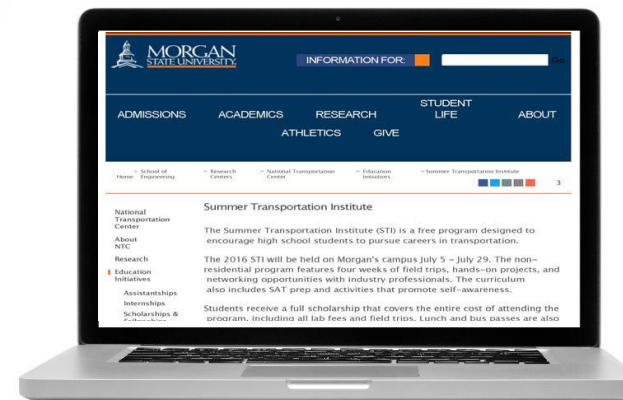 MORGAN
STATE UNIVERSITY
INFORMATION FOR:
Go
ADMISSIONS ACADEMICS RESEARCH STUDENT LIFE ABOUT
ATHLETICS GIVE
Home » School of Engineering » Research Centers » National Transportation Center » Education Initiatives » Summer Transportation Institute
3
National
Transportation
Center
About
NTC
Research
Education
Initiatives
Assistantships
Internships
Scholarships &
Fellowships
Summer Transportation Institute
The Summer Transportation Institute (STI) is a free program designed to
encourage high school students to pursue careers in transportation.
The 2016 STI will be held on Morgan's campus July 5 – July 29. The non-
residential program features four weeks of field trips, hands-on projects, and
networking opportunities with industry professionals. The curriculum
also includes SAT prep and activities that promote self-awareness.
Students receive a full scholarship that covers the entire cost of attending the
program, including all lab fees and field trips. Lunch and bus passes are also